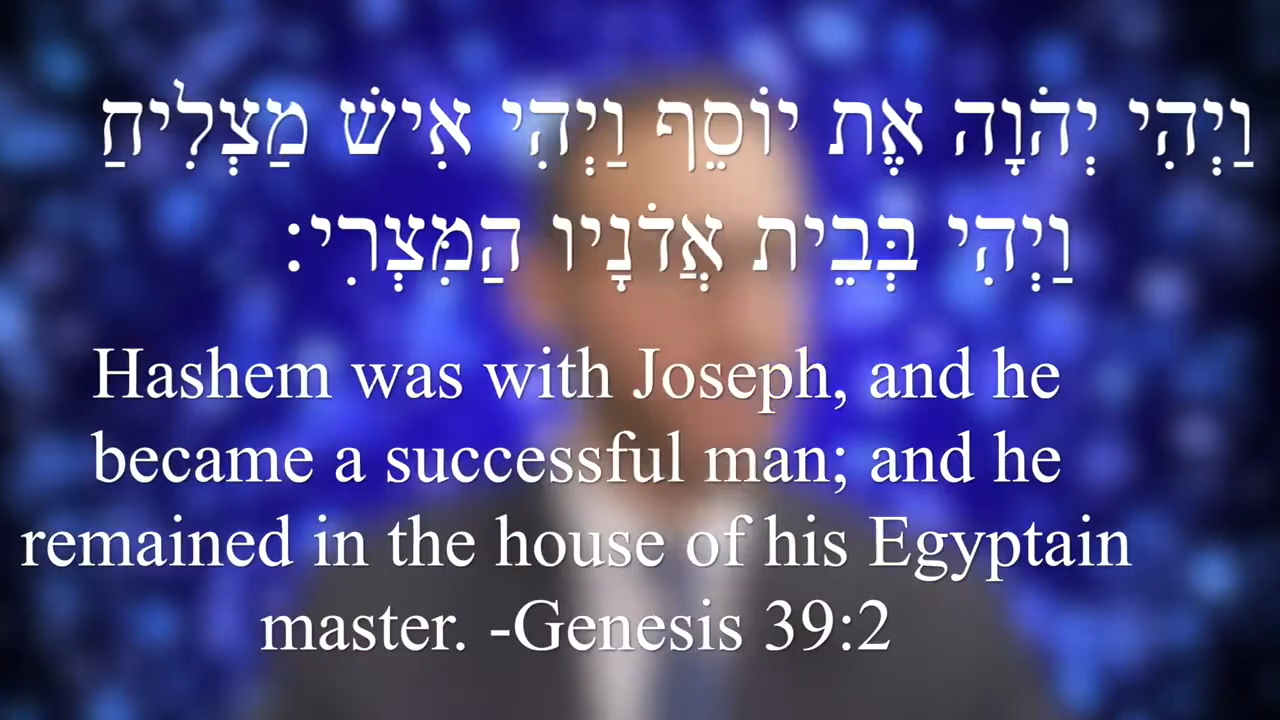 וַיְהִי יְהֹוָה אֶת יוֹסֵף וַיְהִי אִישׁ מַצְלִיחַ
וַיְהִי בְּבֵית אֲדֹנָיו הַמִּצְרִי׃
Hashem was with Joseph, and he
became a successful man; and he
remained in the house of his Egyptain
master. -Genesis 39:2